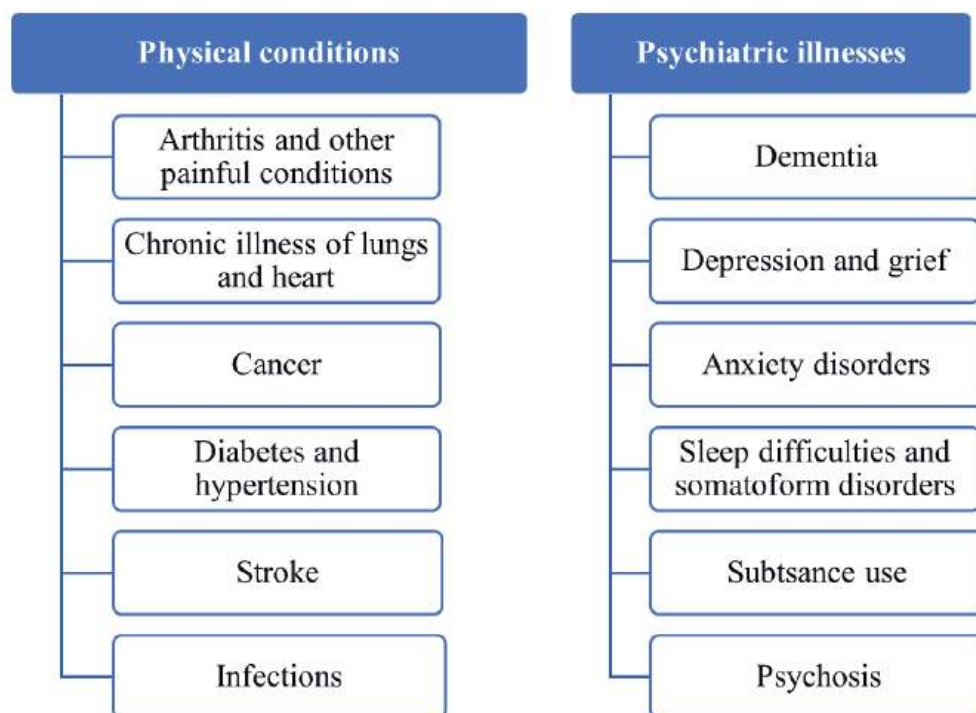 Physical conditions
Arthritis and other
painful conditions
Chronic illness of lungs
and heart
Cancer
Diabetes and
hypertension
Stroke
Infections
Psychiatric illnesses
Dementia
Depression and grief
Anxiety disorders
Sleep difficulties and
somatoform disorders
Subtsance use
Psychosis